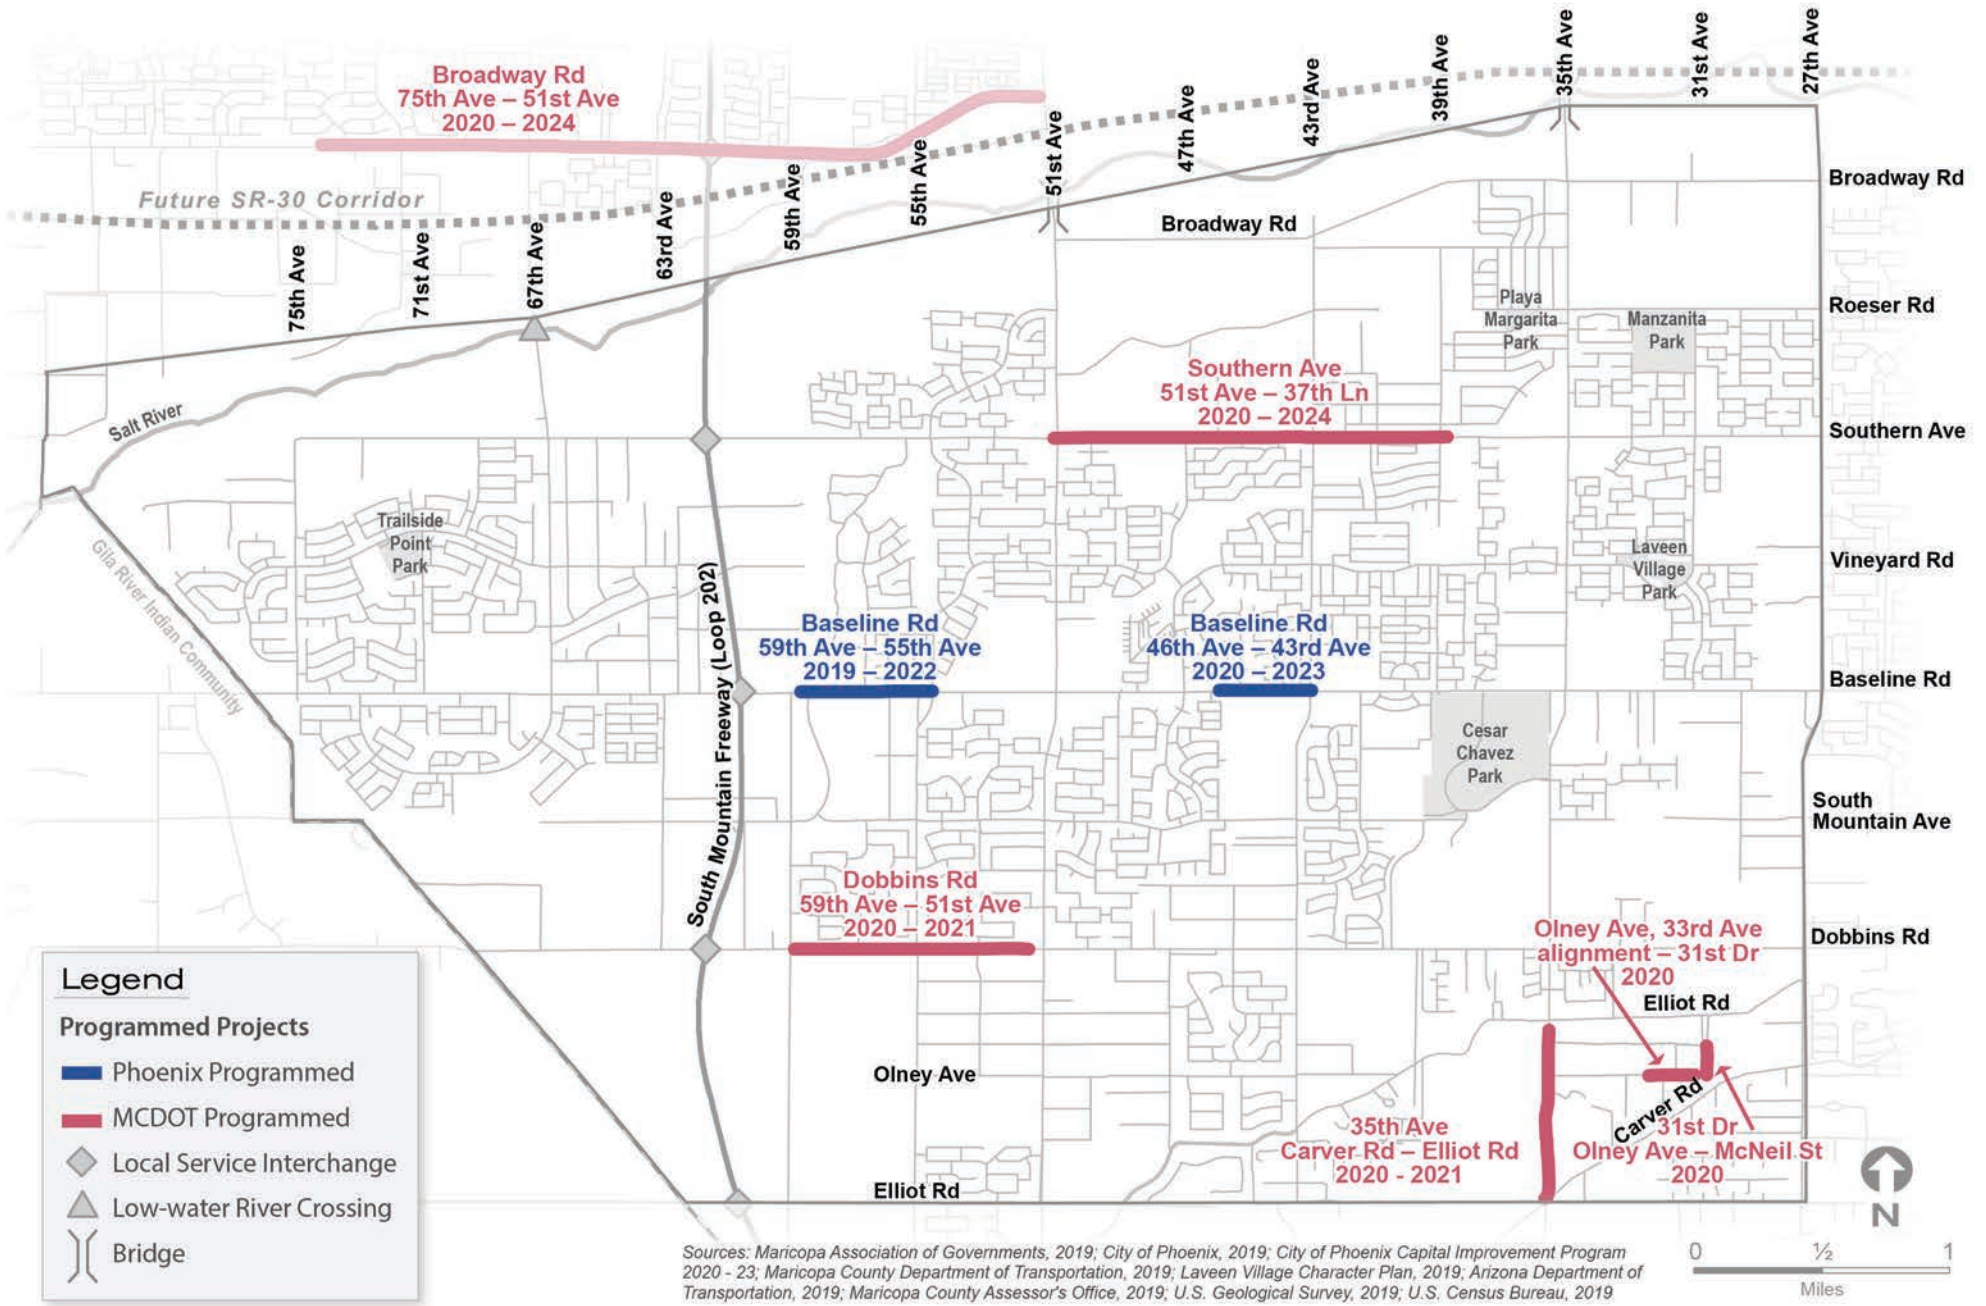 Broadway Rd
75th Ave – 51st Ave
2020 – 2024
Future SR-30 Corridor
75th Ave
71st Ave
67th Ave
63rd Ave
59th Ave
55th Ave
51st Ave
47th Ave
43rd Ave
39th Ave
35th Ave
31st Ave
27th Ave
Broadway Rd
Broadway Rd
Roeser Rd
Playa
Margarita
Park
Manzanita
Park
Southern Ave
51st Ave – 37th Ln
2020 – 2024
Southern Ave
Salt River
Trailside
Point
Park
Gila River Indian Community
South Mountain Freeway (Loop 202)
Laveen
Village
Park
Vineyard Rd
Baseline Rd
59th Ave – 55th Ave
2019 – 2022
Baseline Rd
46th Ave – 43rd Ave
2020 – 2023
Baseline Rd
Cesar
Chavez
Park
South
Mountain Ave
Dobbins Rd
59th Ave – 51st Ave
2020 – 2021
Dobbins Rd
Olney Ave, 33rd Ave
alignment – 31st Dr
2020
Elliot Rd
Olney Ave
Carver Rd
35th Ave
Carver Rd – Elliot Rd
2020 - 2021
31st Dr
Olney Ave – McNeil St
2020
Elliot Rd
Legend
Programmed Projects
Phoenix Programmed
MCDOT Programmed
Local Service Interchange
Low-water River Crossing
Bridge
N
0 ½ 1
Miles
Sources: Maricopa Association of Governments, 2019; City of Phoenix, 2019; City of Phoenix Capital Improvement Program
2020 - 23; Maricopa County Department of Transportation, 2019; Laveen Village Character Plan, 2019; Arizona Department of
Transportation, 2019; Maricopa County Assessor's Office, 2019; U.S. Geological Survey, 2019; U.S. Census Bureau, 2019